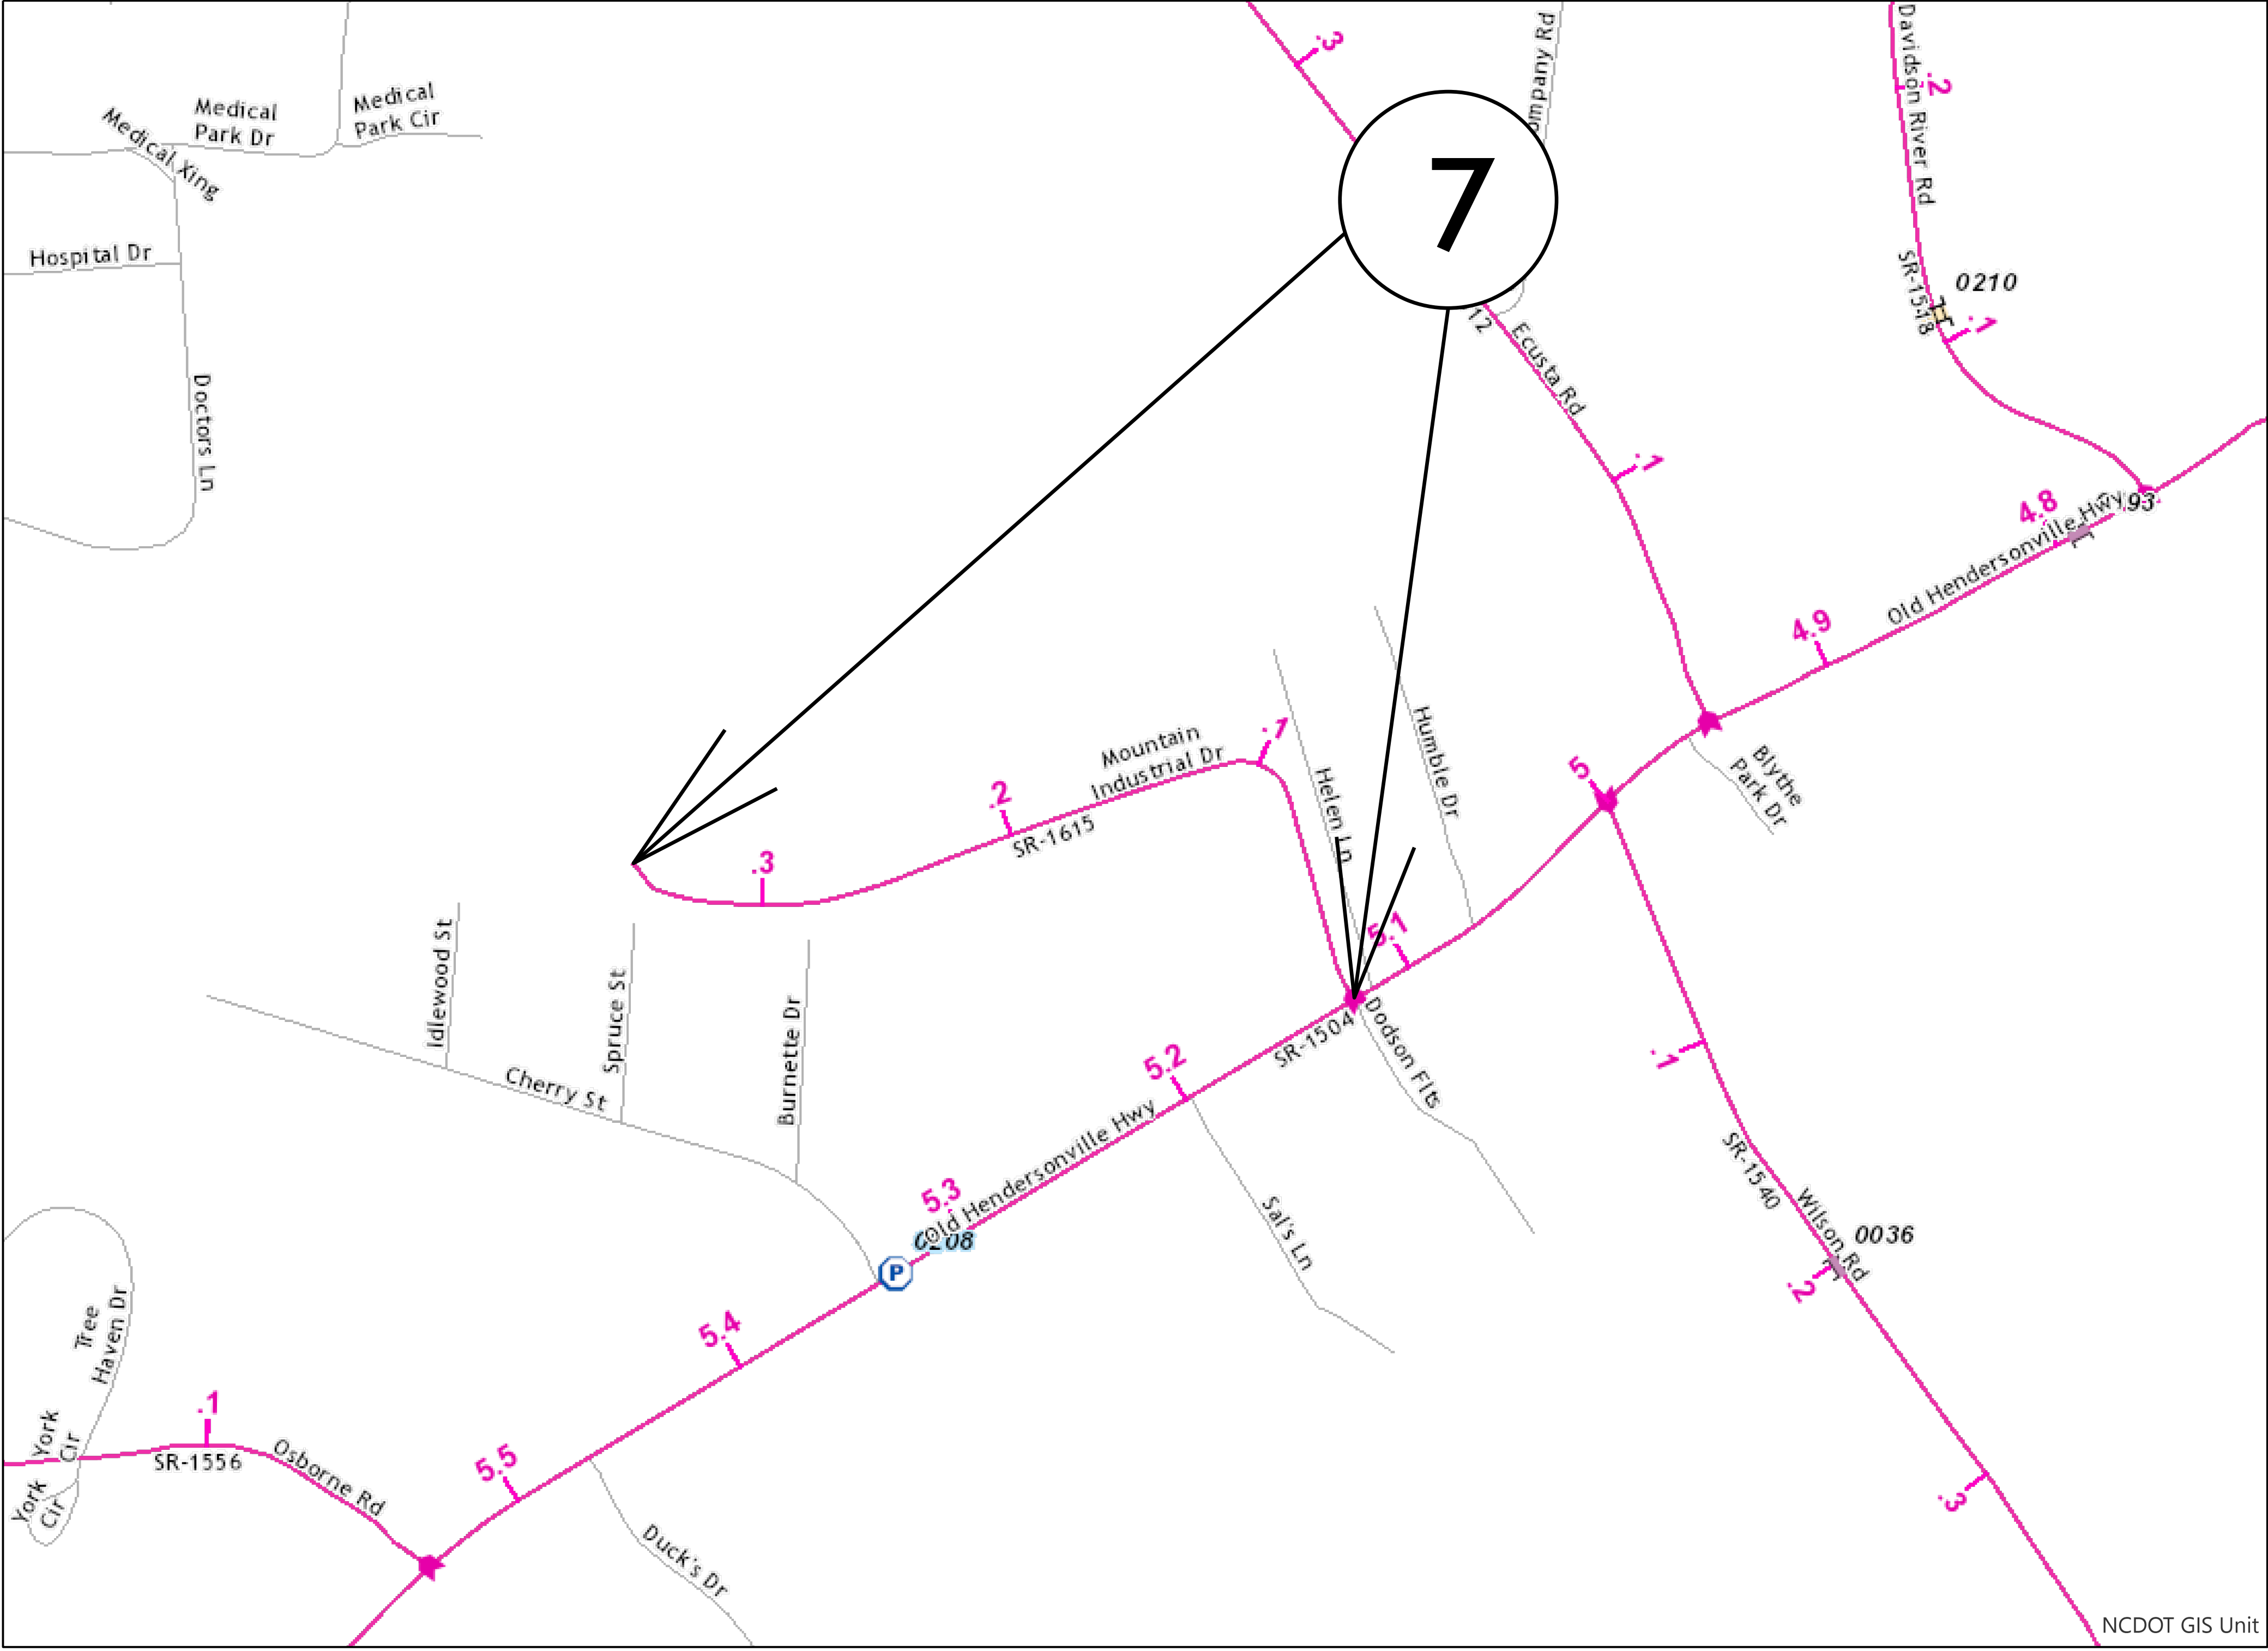 .3
ompany Rd
Davidson River Rd
.2
Medical
Park Dr
Medical
Park Cir
Medical Xing
7
Hospital Dr
SR-1518
0210
.1
12
Ecusta Rd
Doctors Ln
.1
4.8
93
Old Hendersonville Hwy
4.9
Mountain
Industrial Dr
.1
Helen Ln
Humble Dr
5
Blythe
Park Dr
.2
SR-1615
.3
5.1
Idlewood St
Spruce St
Burnette Dr
Cherry St
SR-1504
Dodson Flts
5.2
.1
5.3
Old Hendersonville Hwy
0208
P
Sal's Ln
SR-1540
Wilson Rd
0036
.2
Tree
Haven Dr
5.4
York
Cir
.1
SR-1556
Osborne Rd
5.5
York
Cir
Duck's Dr
.3
NCDOT GIS Unit